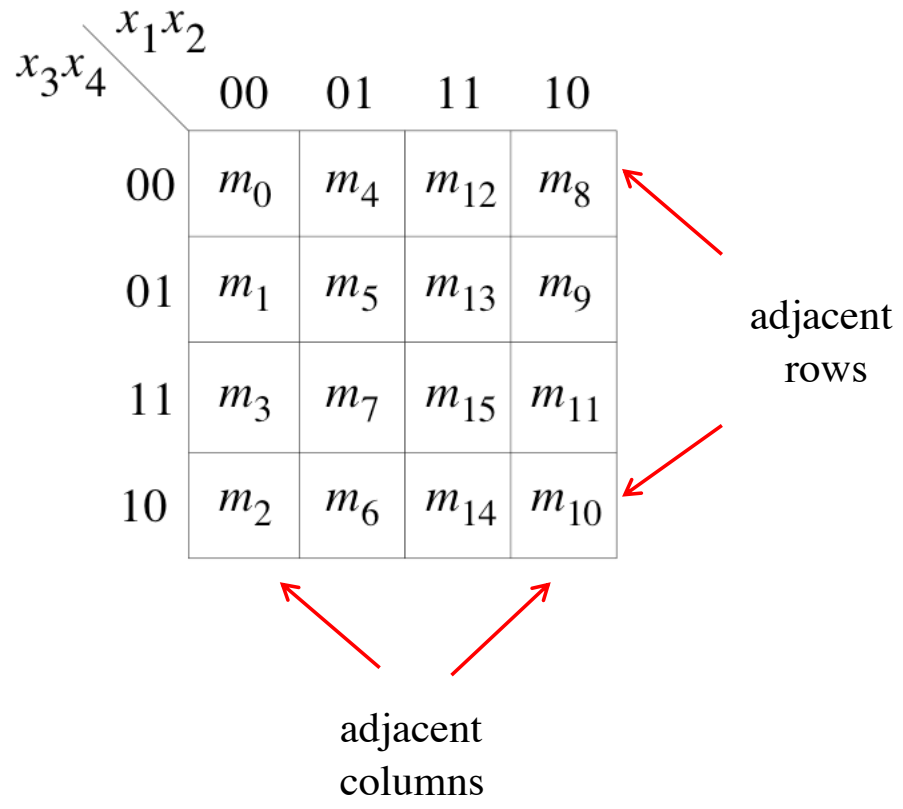 x₁x₂
x₃x₄
00 01 11 10
00 m₀ m₄ m₁₂ m₈
01 m₁ m₅ m₁₃ m₉
11 m₃ m₇ m₁₅ m₁₁
10 m₂ m₆ m₁₄ m₁₀
adjacent
rows
adjacent
columns